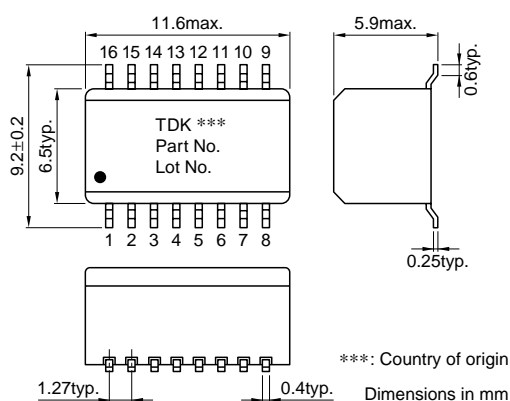 11.6max.
5.9max.
16 15 14 13 12 11 10 9
0.6typ.
9.2±0.2
6.5typ.
TDK ***
Part No.
Lot No.
1 2 3 4 5 6 7 8
0.25typ.
***: Country of origin
1.27typ.
0.4typ.
Dimensions in mm